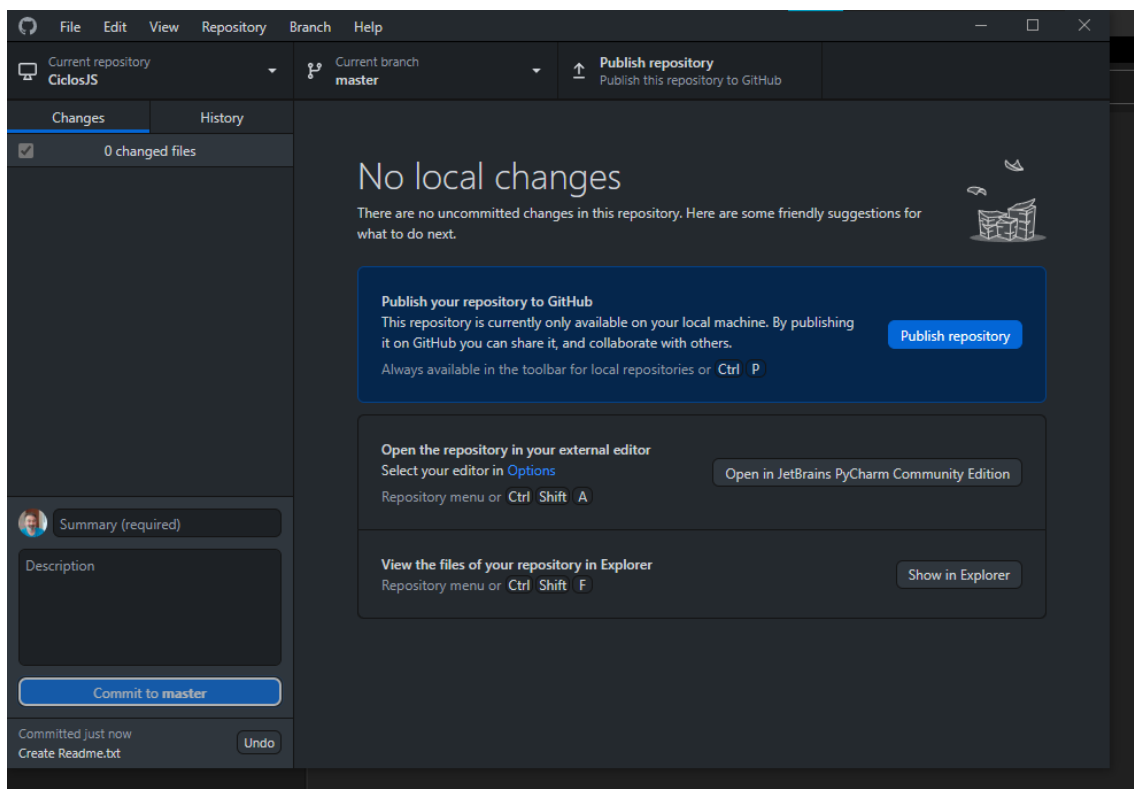 File Edit View Repository Branch Help
Current repository
CiclosJS
Current branch
master
Publish repository
Publish this repository to GitHub
Changes History
0 changed files
No local changes
There are no uncommitted changes in this repository. Here are some friendly suggestions for
what to do next.
Publish your repository to GitHub
This repository is currently only available on your local machine. By publishing
it on GitHub you can share it, and collaborate with others.
Always available in the toolbar for local repositories or Ctrl P
Publish repository
Open the repository in your external editor
Select your editor in Options
Repository menu or Ctrl Shift A
Open in JetBrains PyCharm Community Edition
View the files of your repository in Explorer
Repository menu or Ctrl Shift F
Show in Explorer
Summary (required)
Description
Commit to master
Committed just now
Create Readme.txt
Undo